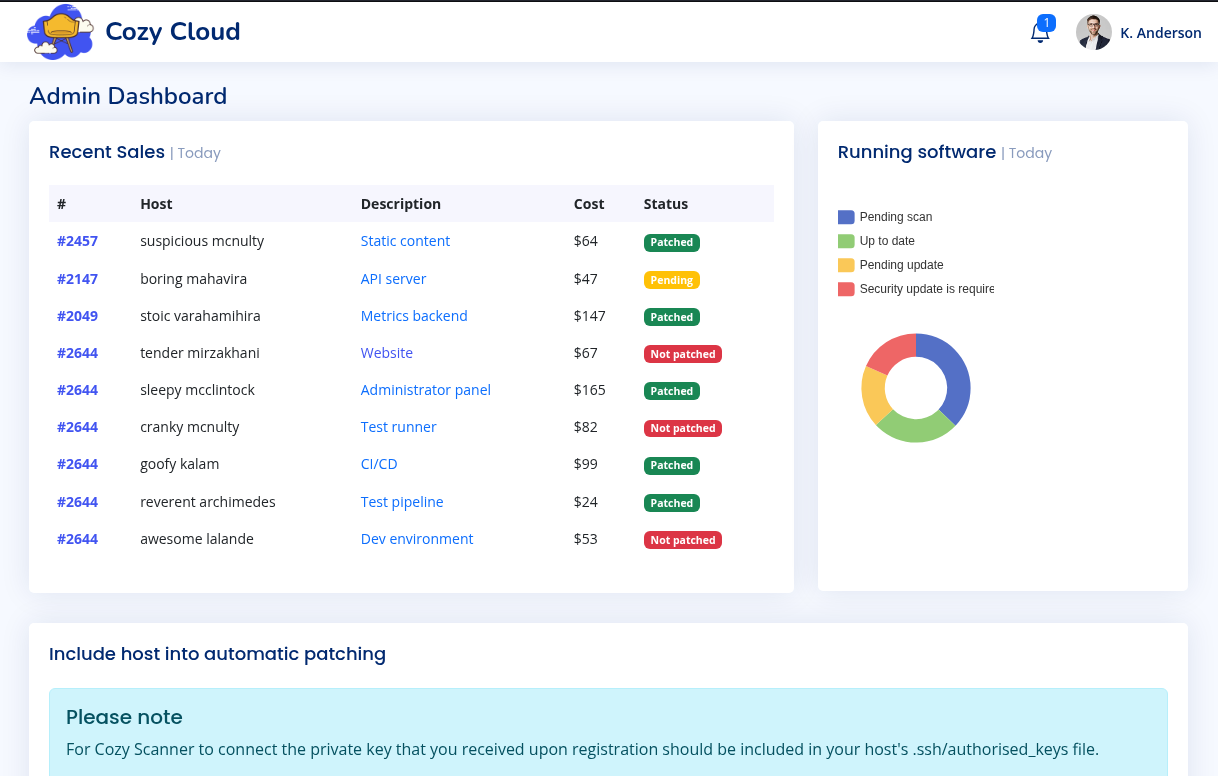 Cozy Cloud
1
K. Anderson
Admin Dashboard
Recent Sales | Today
# Host Description Cost Status
#2457 suspicious mcnulty Static content $64 Patched
#2147 boring mahavira API server $47 Pending
#2049 stoic varahamihira Metrics backend $147 Patched
#2644 tender mirzakhani Website $67 Not patched
#2644 sleepy mcclintock Administrator panel $165 Patched
#2644 cranky mcnulty Test runner $82 Not patched
#2644 goofy kalam CI/CD $99 Patched
#2644 reverent archimedes Test pipeline $24 Patched
#2644 awesome lalande Dev environment $53 Not patched
Running software | Today
Pending scan
Up to date
Pending update
Security update is require
Include host into automatic patching
Please note
For Cozy Scanner to connect the private key that you received upon registration should be included in your host's .ssh/authorised_keys file.